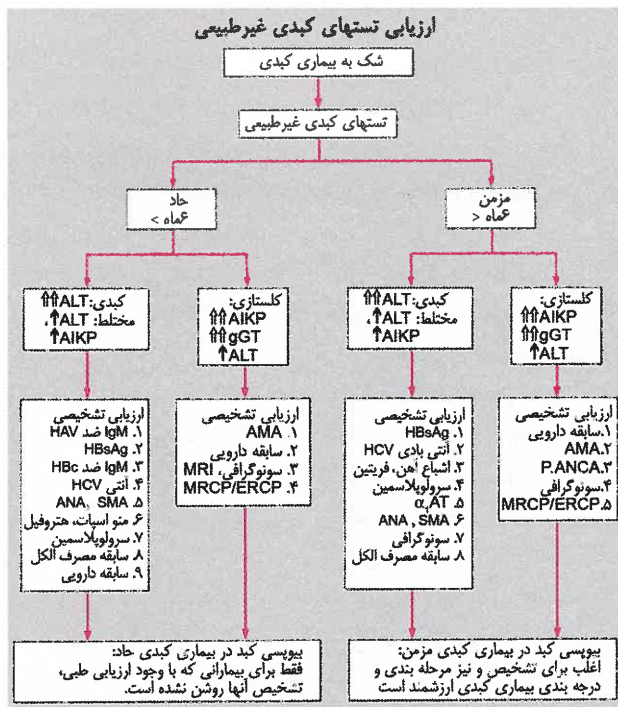 ارزیابی تستهای کبدی غیرطبیعی
شک به بیماری کبدی
تستهای کبدی غیرطبیعی
مزمن
۶ماه <
حاد
۶ماه >
کلستازی:
⇑⇑AlKP
⇑⇑gGT
↑ALT
کبدی: ALT⇑⇑
مختلط: ALT↑،
↑AlKP
کلستازی:
⇑⇑AlKP
⇑⇑gGT
↑ALT
کبدی: ALT⇑⇑
مختلط: ALT↑،
↑AlKP
ارزیابی تشخیصی
۱.سابقه دارویی
۲.AMA
۳.P.ANCA
۴.سونوگرافی
۵.MRCP/ERCP
ارزیابی تشخیصی
۱. HBsAg
۲. آنتی بادی HCV
۳. اشباع آهن، فریتین
۴. سرولوپلاسمین
۵. α₁AT
۶. ANA , SMA
۷. سونوگرافی
۸. سابقه مصرف الکل
ارزیابی تشخیصی
۱. AMA
۲. سابقه دارویی
۳. سونوگرافی، MRI
۴. MRCP/ERCP
ارزیابی تشخیصی
۱. IgM ضد HAV
۲. HBsAg
۳. IgM ضد HBc
۴. آنتی HCV
۵. ANA, SMA
۶. منو اسپات، هتروفیل
۷. سرولوپلاسمین
۸. سابقه مصرف الکل
۹. سابقه دارویی
بیوپسی کبد در بیماری کبدی مزمن:
اغلب برای تشخیص و نیز مرحله بندی و
درجه بندی بیماری کبدی ارزشمند است
بیوپسی کبد در بیماری کبدی حاد:
فقط برای بیمارانی که با وجود ارزیابی طبی،
تشخیص آنها روشن نشده است.